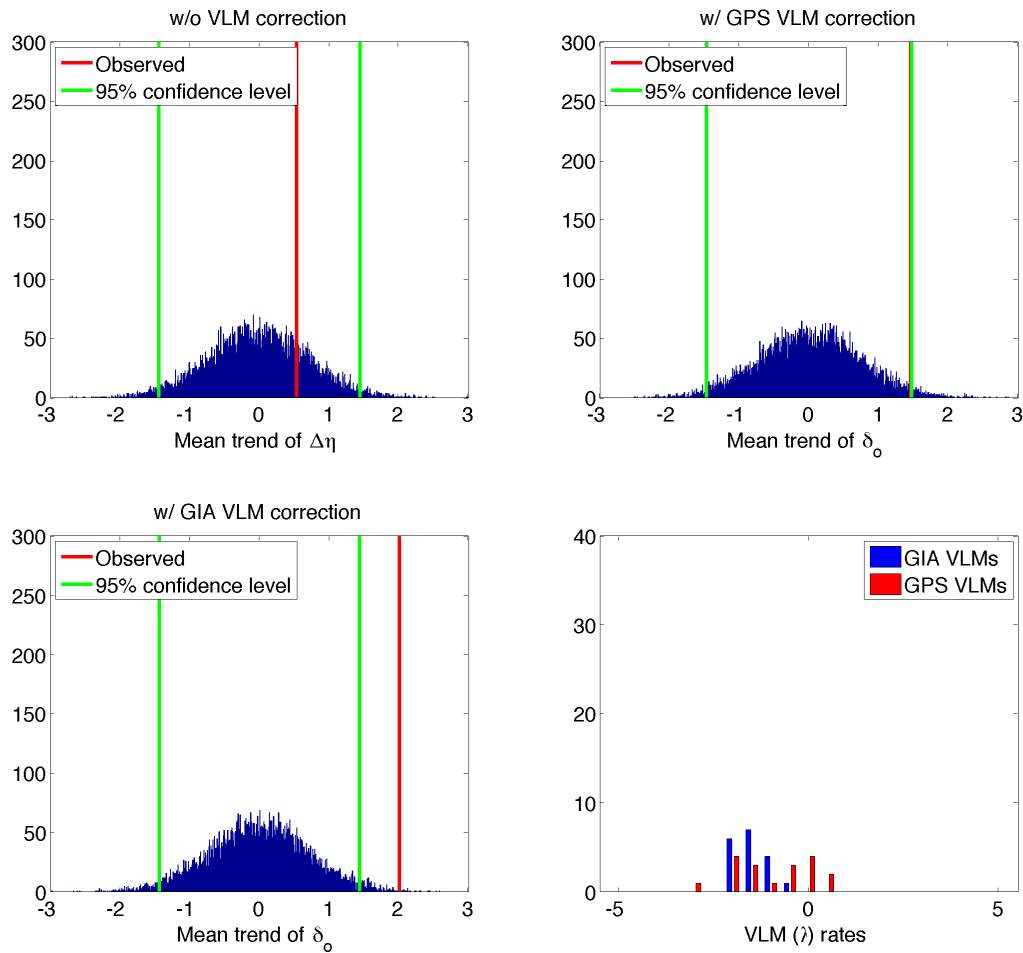 w/o VLM correction
300
250
200
150
100
50
0
-3 -2 -1 0 1 2 3
Observed
95% confidence level
Mean trend of Δη
w/ GPS VLM correction
300
250
200
150
100
50
0
-3 -2 -1 0 1 2 3
Observed
95% confidence level
Mean trend of δo
w/ GIA VLM correction
300
250
200
150
100
50
0
-3 -2 -1 0 1 2 3
Observed
95% confidence level
Mean trend of δo
40
30
20
10
0
-5 0 5
GIA VLMs
GPS VLMs
VLM (λ) rates